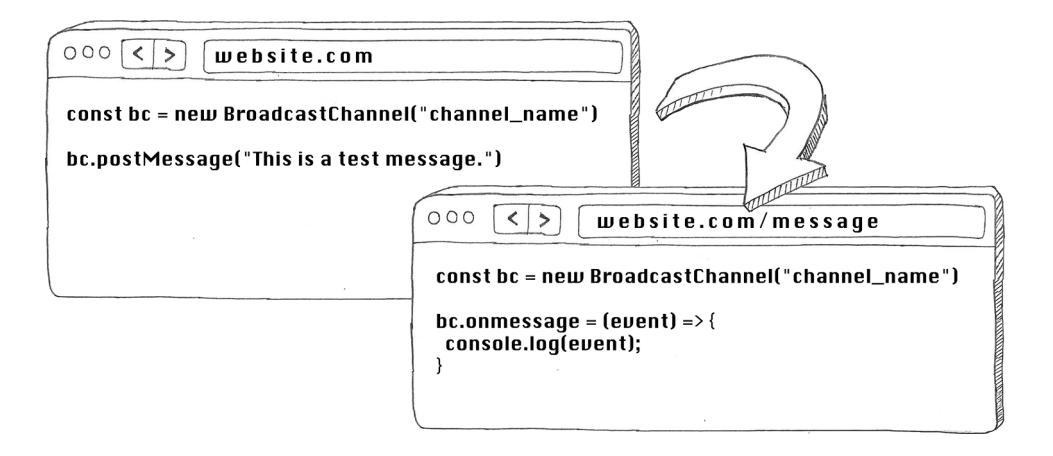 < >
website.com
const bc = new BroadcastChannel("channel_name")
bc.postMessage("This is a test message.")
< >
website.com/message
const bc = new BroadcastChannel("channel_name")
bc.onmessage = (event) => {
console.log(event);
}